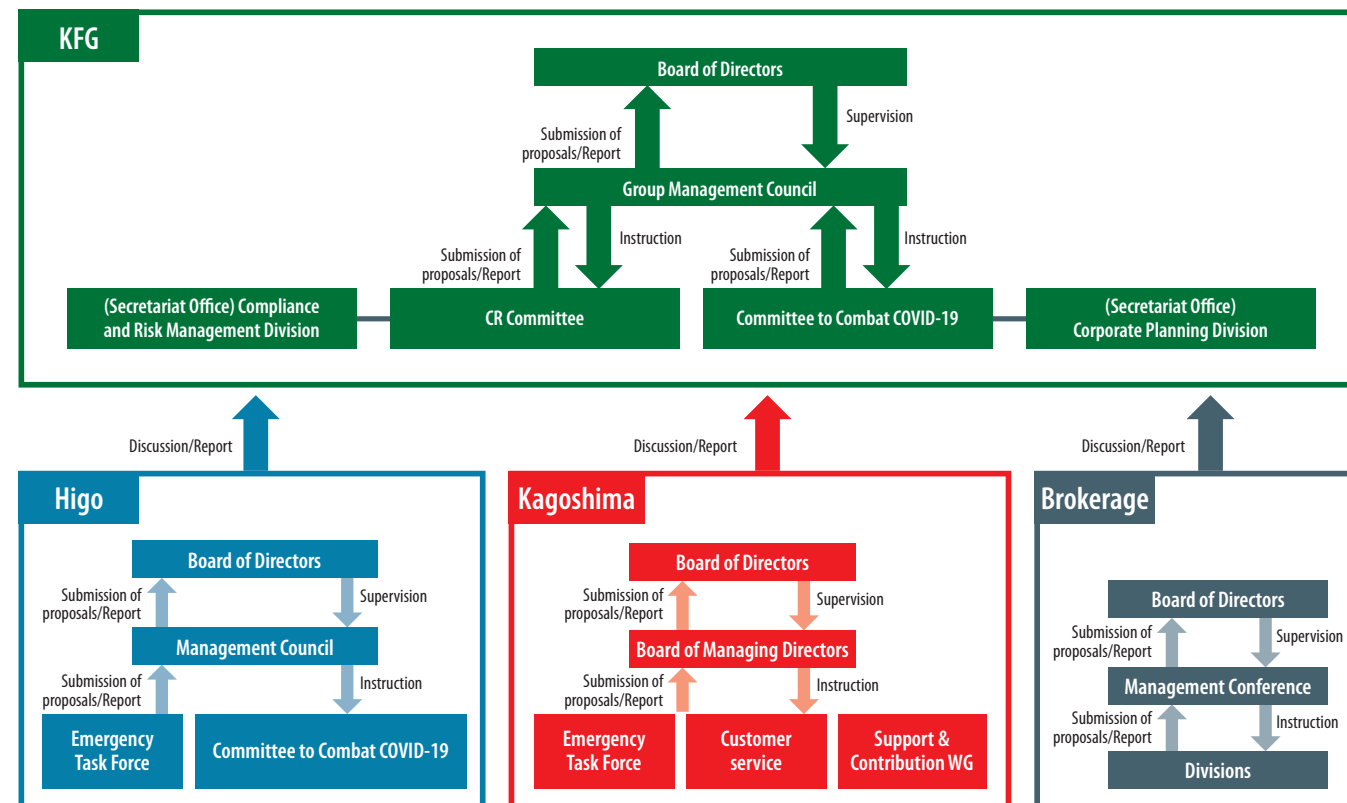 KFG
Board of Directors
Submission of
proposals/Report
Supervision
Group Management Council
Submission of
proposals/Report
Instruction
Submission of
proposals/Report
Instruction
(Secretariat Office) Compliance
and Risk Management Division
CR Committee
Committee to Combat COVID-19
(Secretariat Office)
Corporate Planning Division
Discussion/Report
Discussion/Report
Discussion/Report
Higo
Board of Directors
Submission of
proposals/Report
Supervision
Management Council
Submission of
proposals/Report
Instruction
Emergency
Task Force
Committee to Combat COVID-19
Kagoshima
Board of Directors
Submission of
proposals/Report
Supervision
Board of Managing Directors
Submission of
proposals/Report
Instruction
Emergency
Task Force
Customer
service
Support &
Contribution WG
Brokerage
Board of Directors
Submission of
proposals/Report
Supervision
Management Conference
Submission of
proposals/Report
Instruction
Divisions